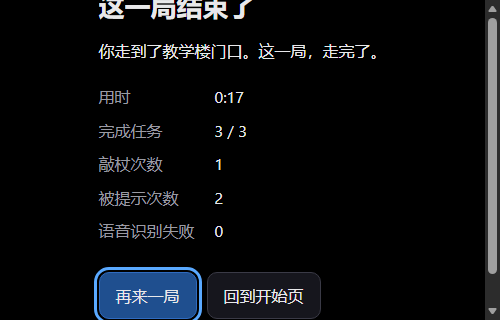 这一局结束了
你走到了教学楼门口。这一局，走完了。
用时 0:17
完成任务 3 / 3
敲杖次数 1
被提示次数 2
语音识别失败 0
再来一局 回到开始页